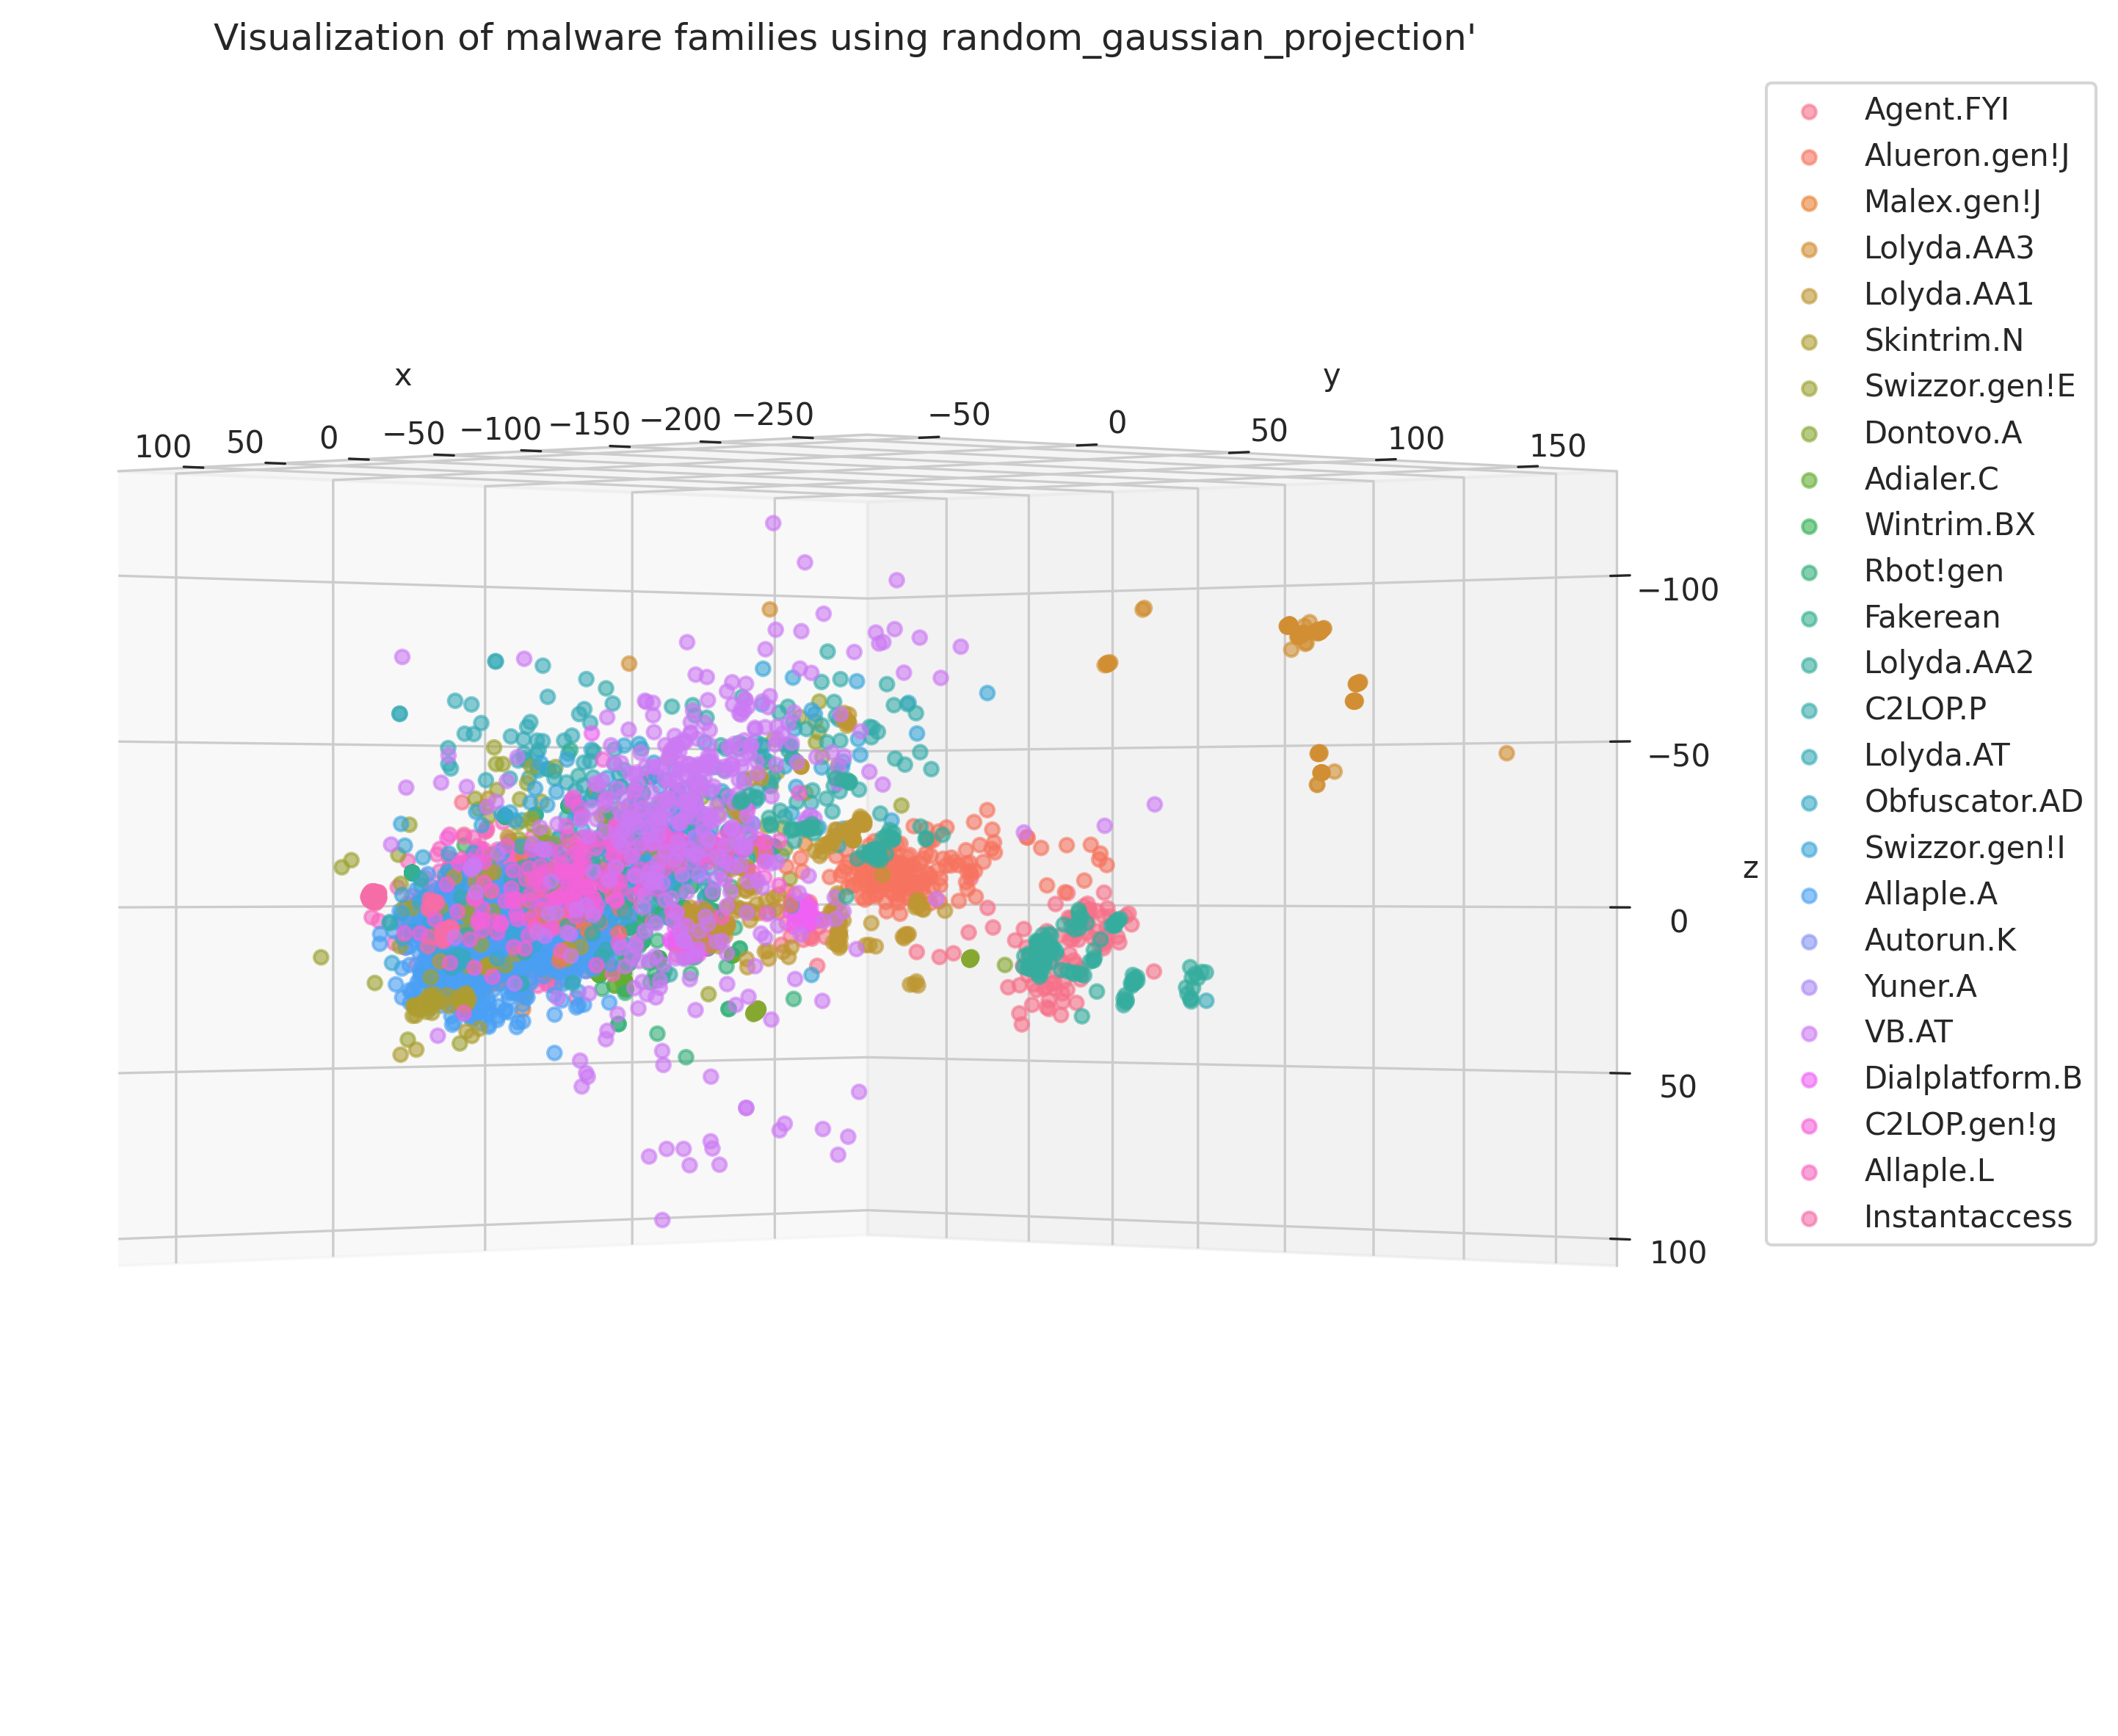 Visualization of malware families using random_gaussian_projection'
x
y
100 50 0 −50 −100 −150 −200 −250
−50 0 50 100 150
−100
−50
z
0
50
100
Agent.FYI
Alueron.gen!J
Malex.gen!J
Lolyda.AA3
Lolyda.AA1
Skintrim.N
Swizzor.gen!E
Dontovo.A
Adialer.C
Wintrim.BX
Rbot!gen
Fakerean
Lolyda.AA2
C2LOP.P
Lolyda.AT
Obfuscator.AD
Swizzor.gen!I
Allaple.A
Autorun.K
Yuner.A
VB.AT
Dialplatform.B
C2LOP.gen!g
Allaple.L
Instantaccess